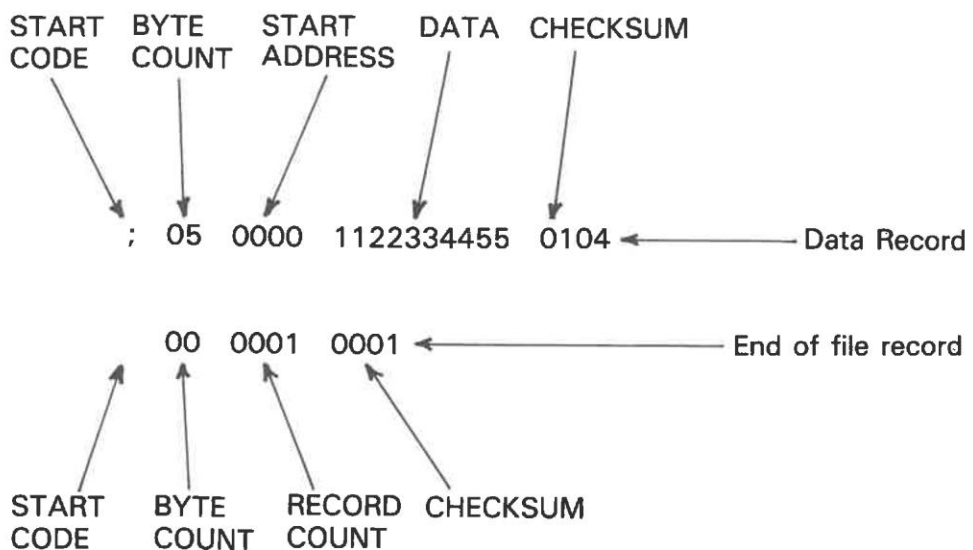 START BYTE START DATA CHECKSUM
CODE COUNT ADDRESS
; 05 0000 1122334455 0104 Data Record
00 0001 0001 End of file record
START BYTE RECORD CHECKSUM
CODE COUNT COUNT